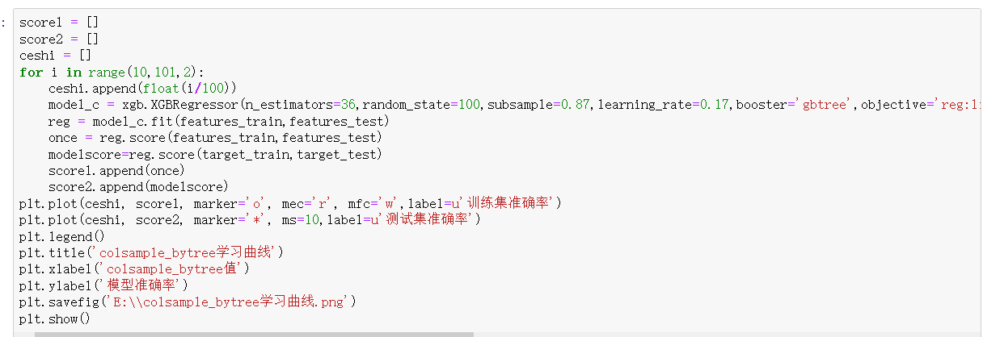 :
score1 = []
score2 = []
ceshi = []
for i in range(10,101,2):
    ceshi.append(float(i/100))
    model_c = xgb.XGBRegressor(n_estimators=36,random_state=100,subsample=0.87,learning_rate=0.17,booster='gbtree',objective='reg:li
    reg = model_c.fit(features_train,features_test)
    once = reg.score(features_train,features_test)
    modelscore=reg.score(target_train,target_test)
    score1.append(once)
    score2.append(modelscore)
plt.plot(ceshi, score1, marker='o', mec='r', mfc='w',label=u'训练集准确率')
plt.plot(ceshi, score2, marker='*', ms=10,label=u'测试集准确率')
plt.legend()
plt.title('colsample_bytree学习曲线')
plt.xlabel('colsample_bytree值')
plt.ylabel('模型准确率')
plt.savefig('E:\\colsample_bytree学习曲线.png')
plt.show()